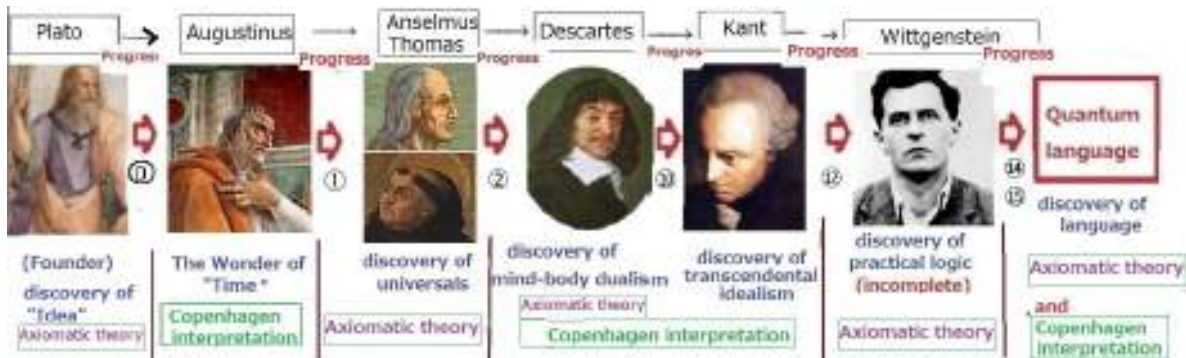 Plato
Progress
Augustinus
Progress
Anselmus
Thomas
Progress
Descartes
Progress
Kant
Progress
Wittgenstein
Progress
⓪
①
②
⑩
⑫
⑭
⑮
Quantum
language
(Founder)
discovery of
"Idea"
Axiomatic theory
The Wonder of
"Time"
Copenhagen
interpretation
discovery of
universals
Axiomatic theory
discovery of
mind-body dualism
Axiomatic theory
Copenhagen interpretation
discovery of
transcendental
idealism
discovery of
practical logic
(incomplete)
Axiomatic theory
discovery of
language
Axiomatic theory
and
Copenhagen
interpretation